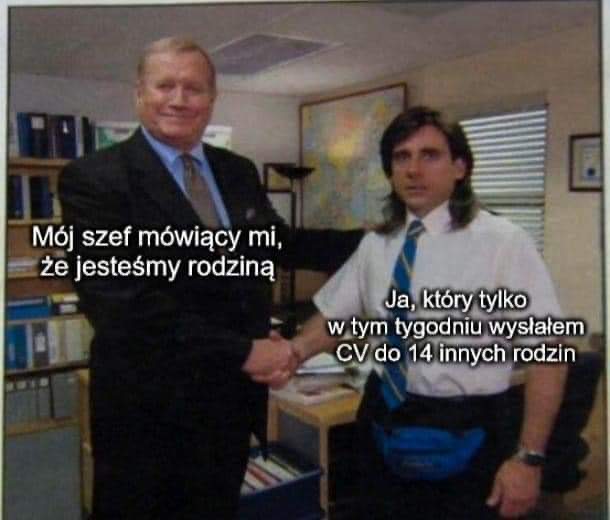 Mój szef mówiący mi,
że jesteśmy rodziną
Ja, który tylko
w tym tygodniu wysłałem
CV do 14 innych rodzin